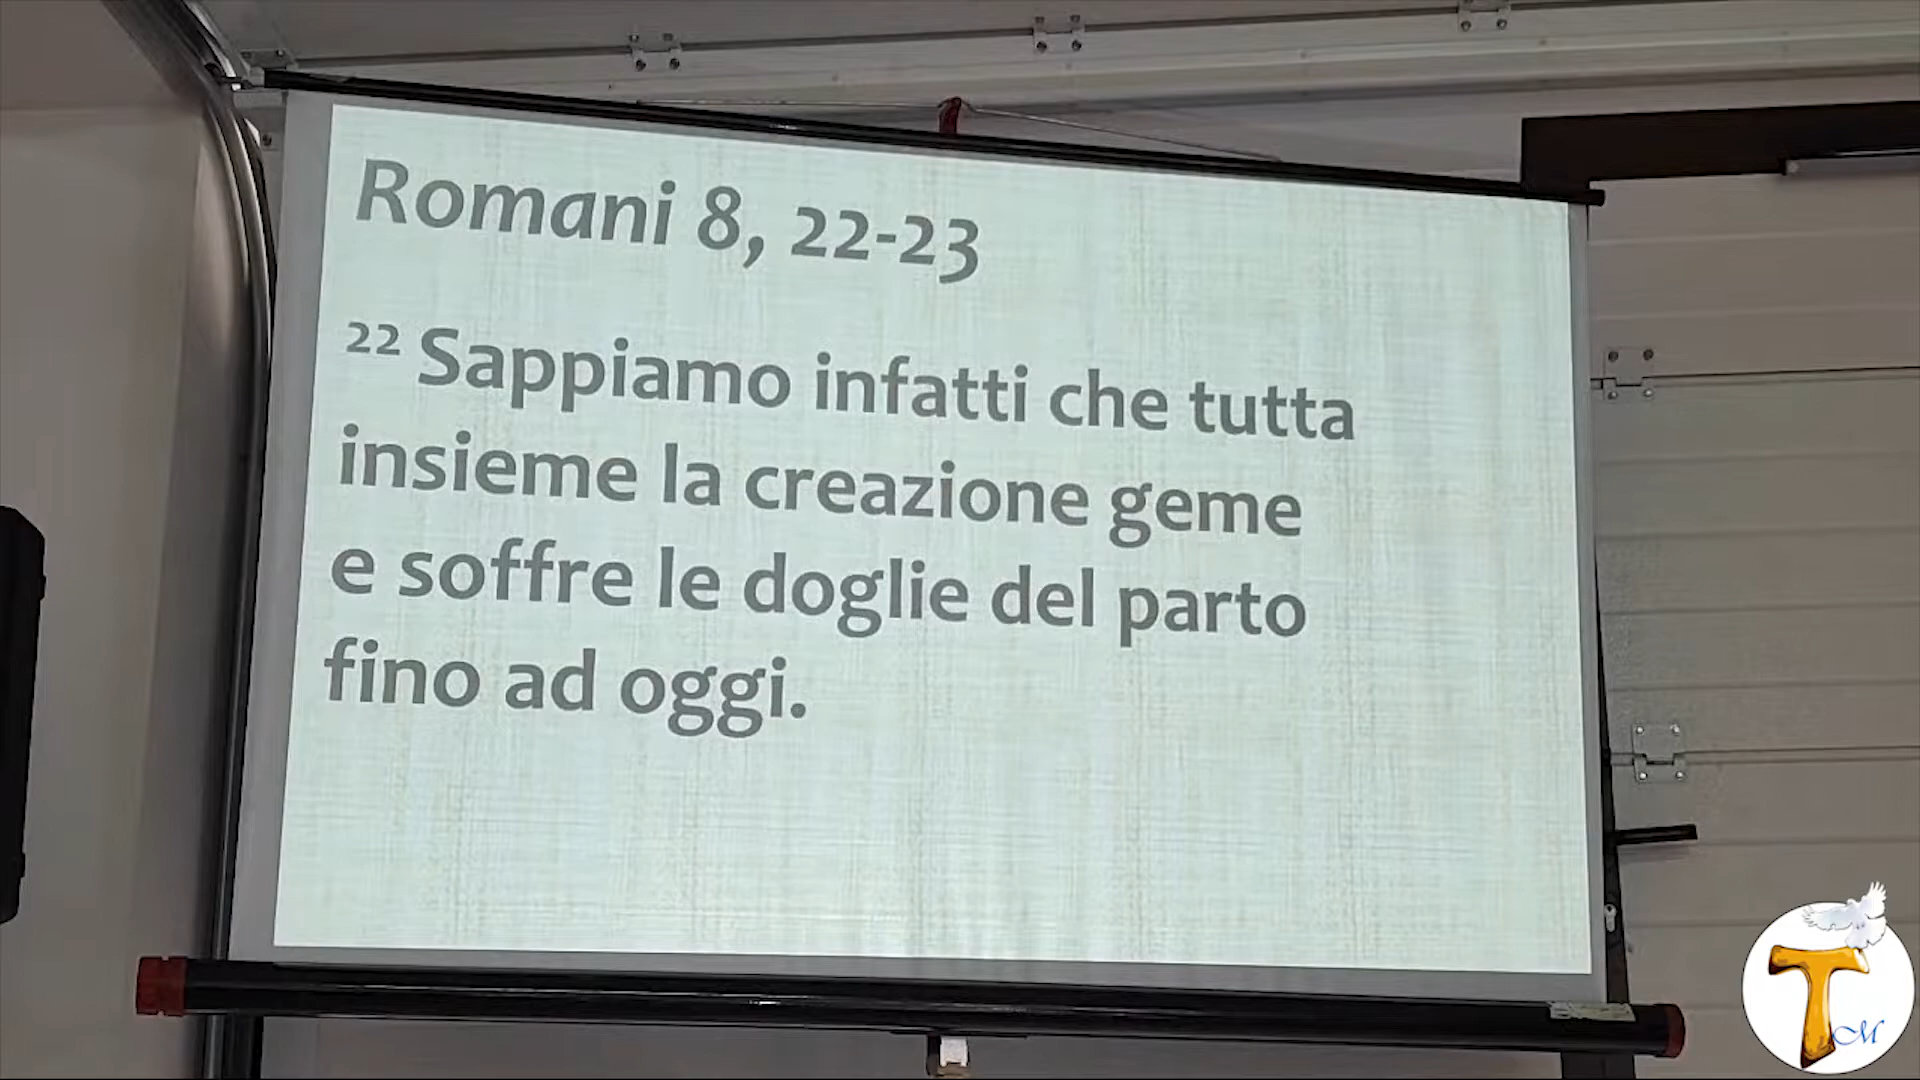 Romani 8, 22-23
22 Sappiamo infatti che tutta
insieme la creazione geme
e soffre le doglie del parto
fino ad oggi.
M